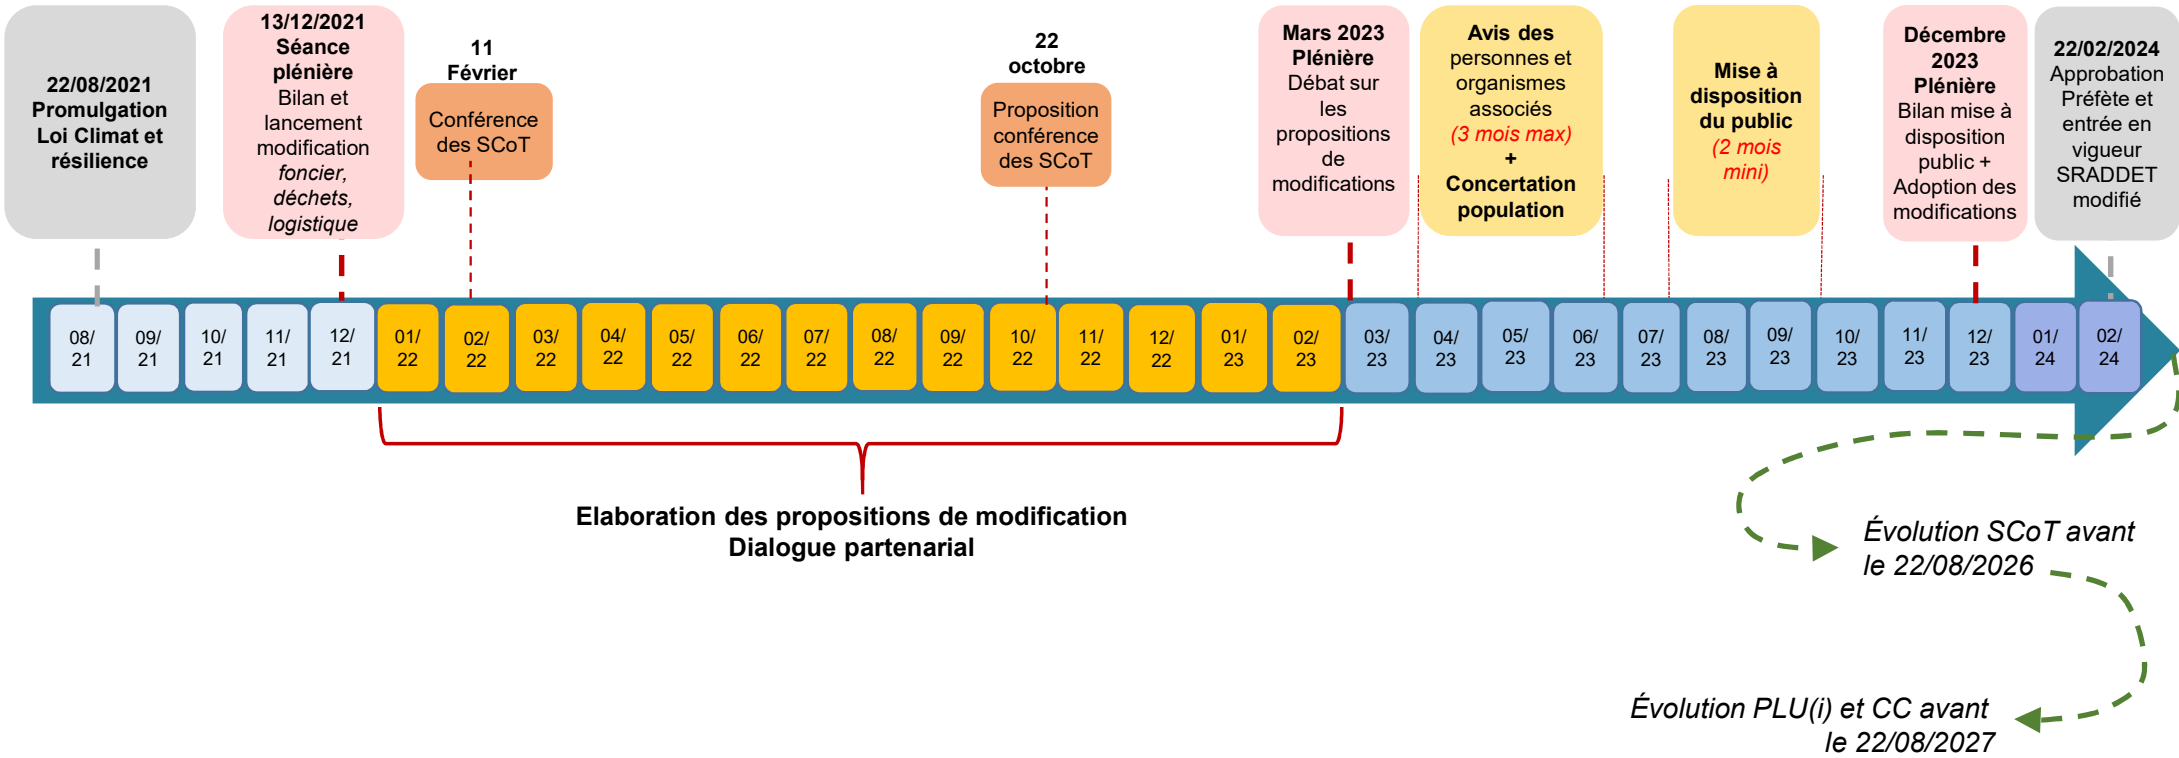 22/08/2021
Promulgation
Loi Climat et
résilience
13/12/2021
Séance
plénière
Bilan et
lancement
modification
foncier,
déchets,
logistique
11
Février
Conférence
des SCoT
22
octobre
Proposition
conférence
des SCoT
Mars 2023
Plénière
Débat sur
les
propositions
de
modifications
Avis des
personnes et
organismes
associés
(3 mois max)
+
Concertation
population
Mise à
disposition
du public
(2 mois
mini)
Décembre
2023
Plénière
Bilan mise à
disposition
public +
Adoption des
modifications
22/02/2024
Approbation
Préfète et
entrée en
vigueur
SRADDET
modifié
08/
21
09/
21
10/
21
11/
21
12/
21
01/
22
02/
22
03/
22
04/
22
05/
22
06/
22
07/
22
08/
22
09/
22
10/
22
11/
22
12/
22
01/
23
02/
23
03/
23
04/
23
05/
23
06/
23
07/
23
08/
23
09/
23
10/
23
11/
23
12/
23
01/
24
02/
24
Elaboration des propositions de modification
Dialogue partenarial
Évolution SCoT avant
le 22/08/2026
Évolution PLU(i) et CC avant
le 22/08/2027